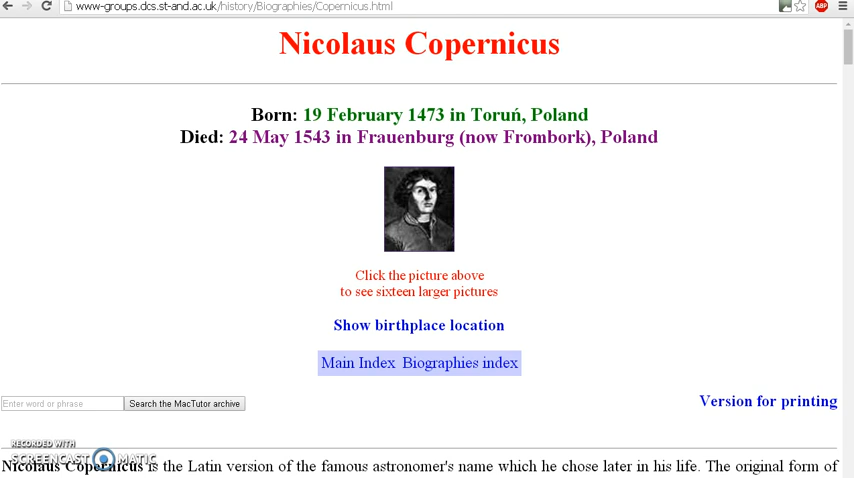 www-groups.dcs.st-and.ac.uk/history/Biographies/Copernicus.html
ABP
Nicolaus Copernicus
Born: 19 February 1473 in Toruń, Poland
Died: 24 May 1543 in Frauenburg (now Frombork), Poland
Click the picture above
to see sixteen larger pictures
Show birthplace location
Main Index Biographies index
Enter word or phrase Search the MacTutor archive Version for printing
RECORDED WITH
SCREENCAST MATIC
Nicolaus Copernicus is the Latin version of the famous astronomer's name which he chose later in his life. The original form of